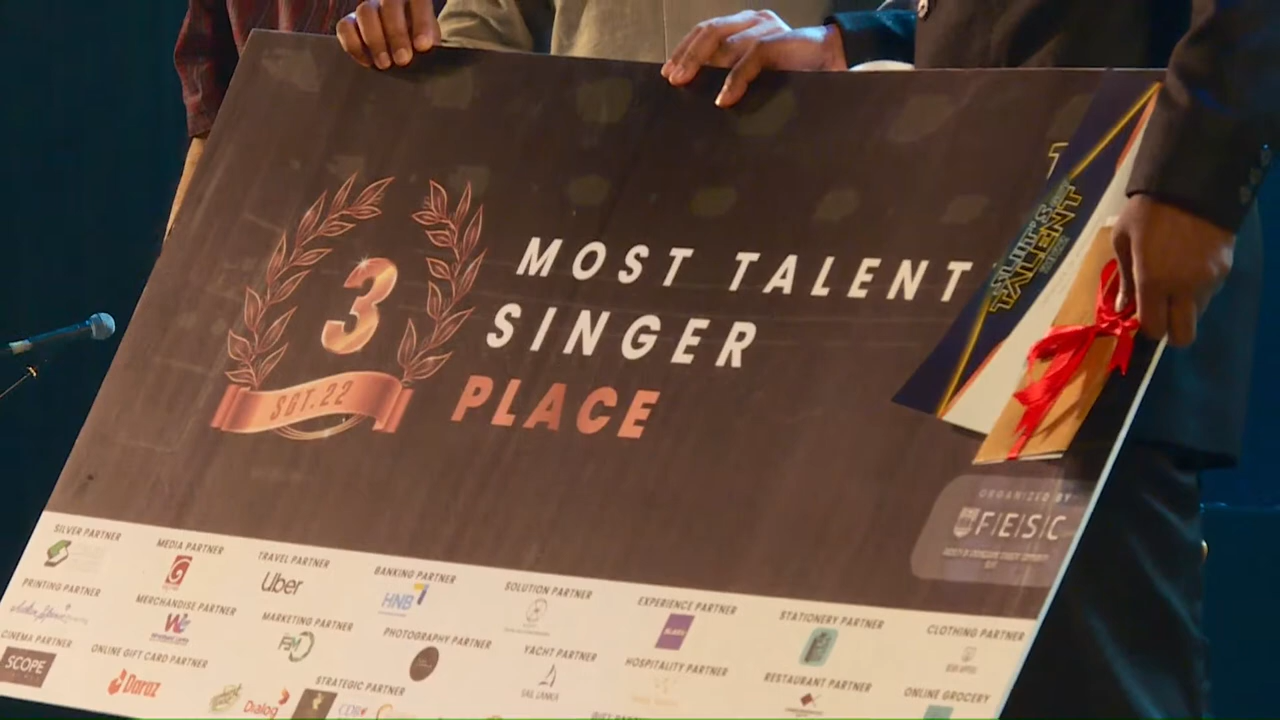 MOST TALENT
SINGER
PLACE
3
SGT.22
TALENT
ORGANIZED BY
F/E/S/C
SILVER PARTNER
MEDIA PARTNER
TRAVEL PARTNER
Uber
BANKING PARTNER
HNB
SOLUTION PARTNER
EXPERIENCE PARTNER
STATIONERY PARTNER
CLOTHING PARTNER
PRINTING PARTNER
MERCHANDISE PARTNER
MARKETING PARTNER
PHOTOGRAPHY PARTNER
YACHT PARTNER
SAIL LANKA
HOSPITALITY PARTNER
RESTAURANT PARTNER
ONLINE GROCERY
CINEMA PARTNER
SCOPE
ONLINE GIFT CARD PARTNER
Daraz
STRATEGIC PARTNER
Dialog